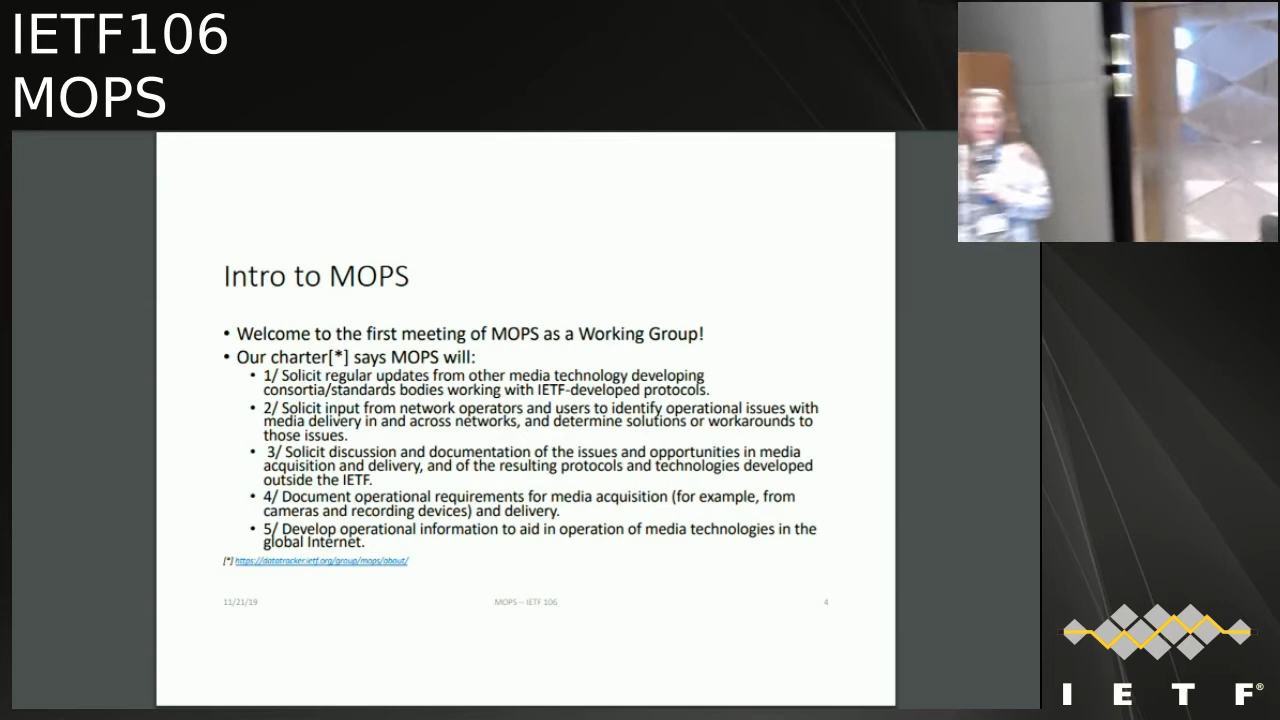 IETF106
MOPS
Intro to MOPS
• Welcome to the first meeting of MOPS as a Working Group!
• Our charter[*] says MOPS will:
• 1/ Solicit regular updates from other media technology developing
consortia/standards bodies working with IETF-developed protocols.
• 2/ Solicit input from network operators and users to identify operational issues with
media delivery in and across networks, and determine solutions or workarounds to
those issues.
• 3/ Solicit discussion and documentation of the issues and opportunities in media
acquisition and delivery, and of the resulting protocols and technologies developed
outside the IETF.
• 4/ Document operational requirements for media acquisition (for example, from
cameras and recording devices) and delivery.
• 5/ Develop operational information to aid in operation of media technologies in the
global Internet.
[*] https://datatracker.ietf.org/group/mops/about/
11/21/19 MOPS – IETF 106 4
I E T F®